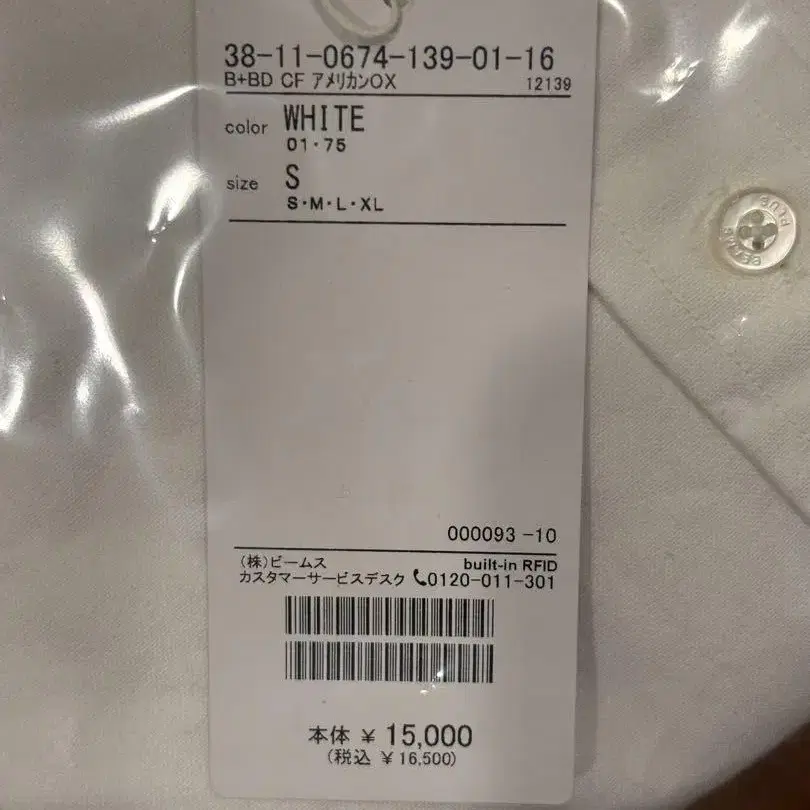 38-11-0674-139-01-16
B+BD CF アメリカンOX 12139
color WHITE
01・75
size S
S・M・L・XL
000093 -10
(株)ビームス built-in RFID
カスタマーサービスデスク 0120-011-301
本体 ¥ 15,000
(税込 ¥16,500)
BEAMS PLUS